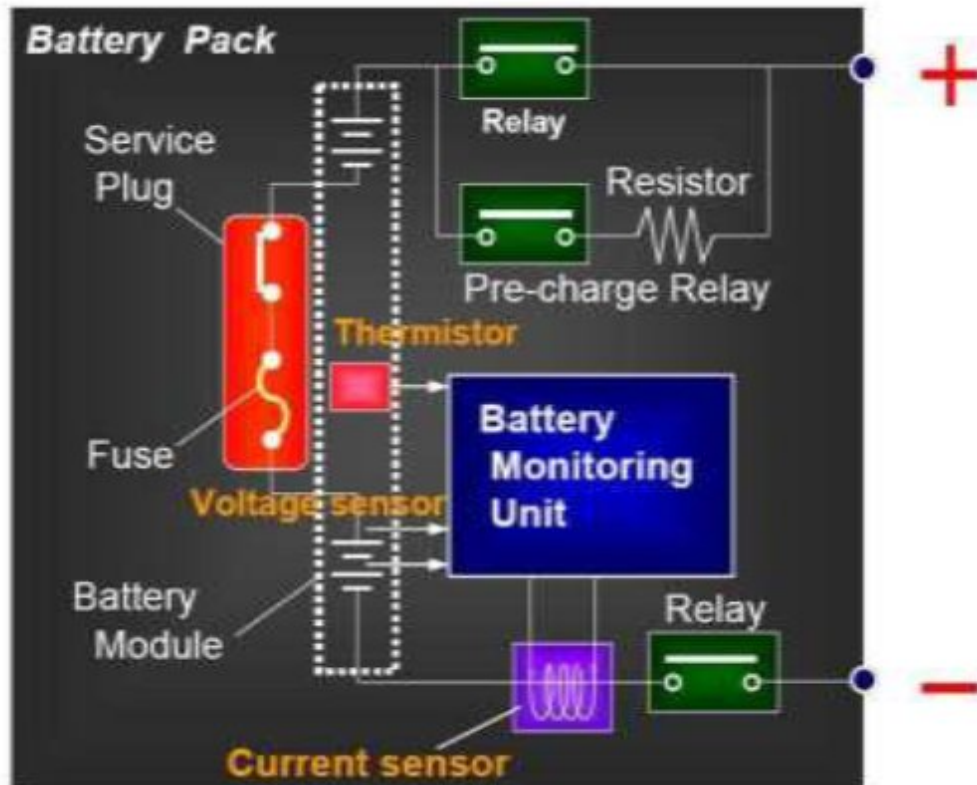 Battery Pack
+
Relay
Service
Plug
Resistor
Pre-charge Relay
Thermistor
Battery
Monitoring
Unit
Fuse
Voltage sensor
Battery
Module
Relay
−
Current sensor